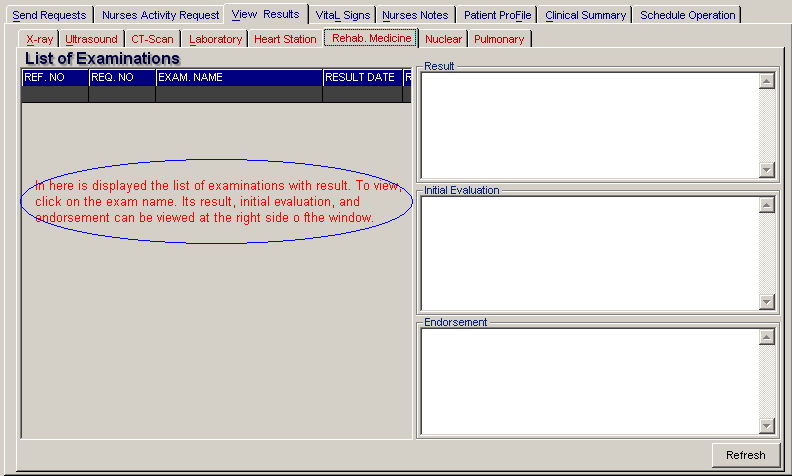 Send Requests Nurses Activity Request View Results VitaL Signs Nurses Notes Patient ProFile Clinical Summary Schedule Operation
X-ray Ultrasound CT-Scan Laboratory Heart Station Rehab. Medicine Nuclear Pulmonary
List of Examinations
REF. NO REQ. NO EXAM. NAME RESULT DATE R
In here is displayed the list of examinations with result. To view,
click on the exam name. Its result, initial evaluation, and
endorsement can be viewed at the right side o fthe window.
Result
Initial Evaluation
Endorsement
Refresh